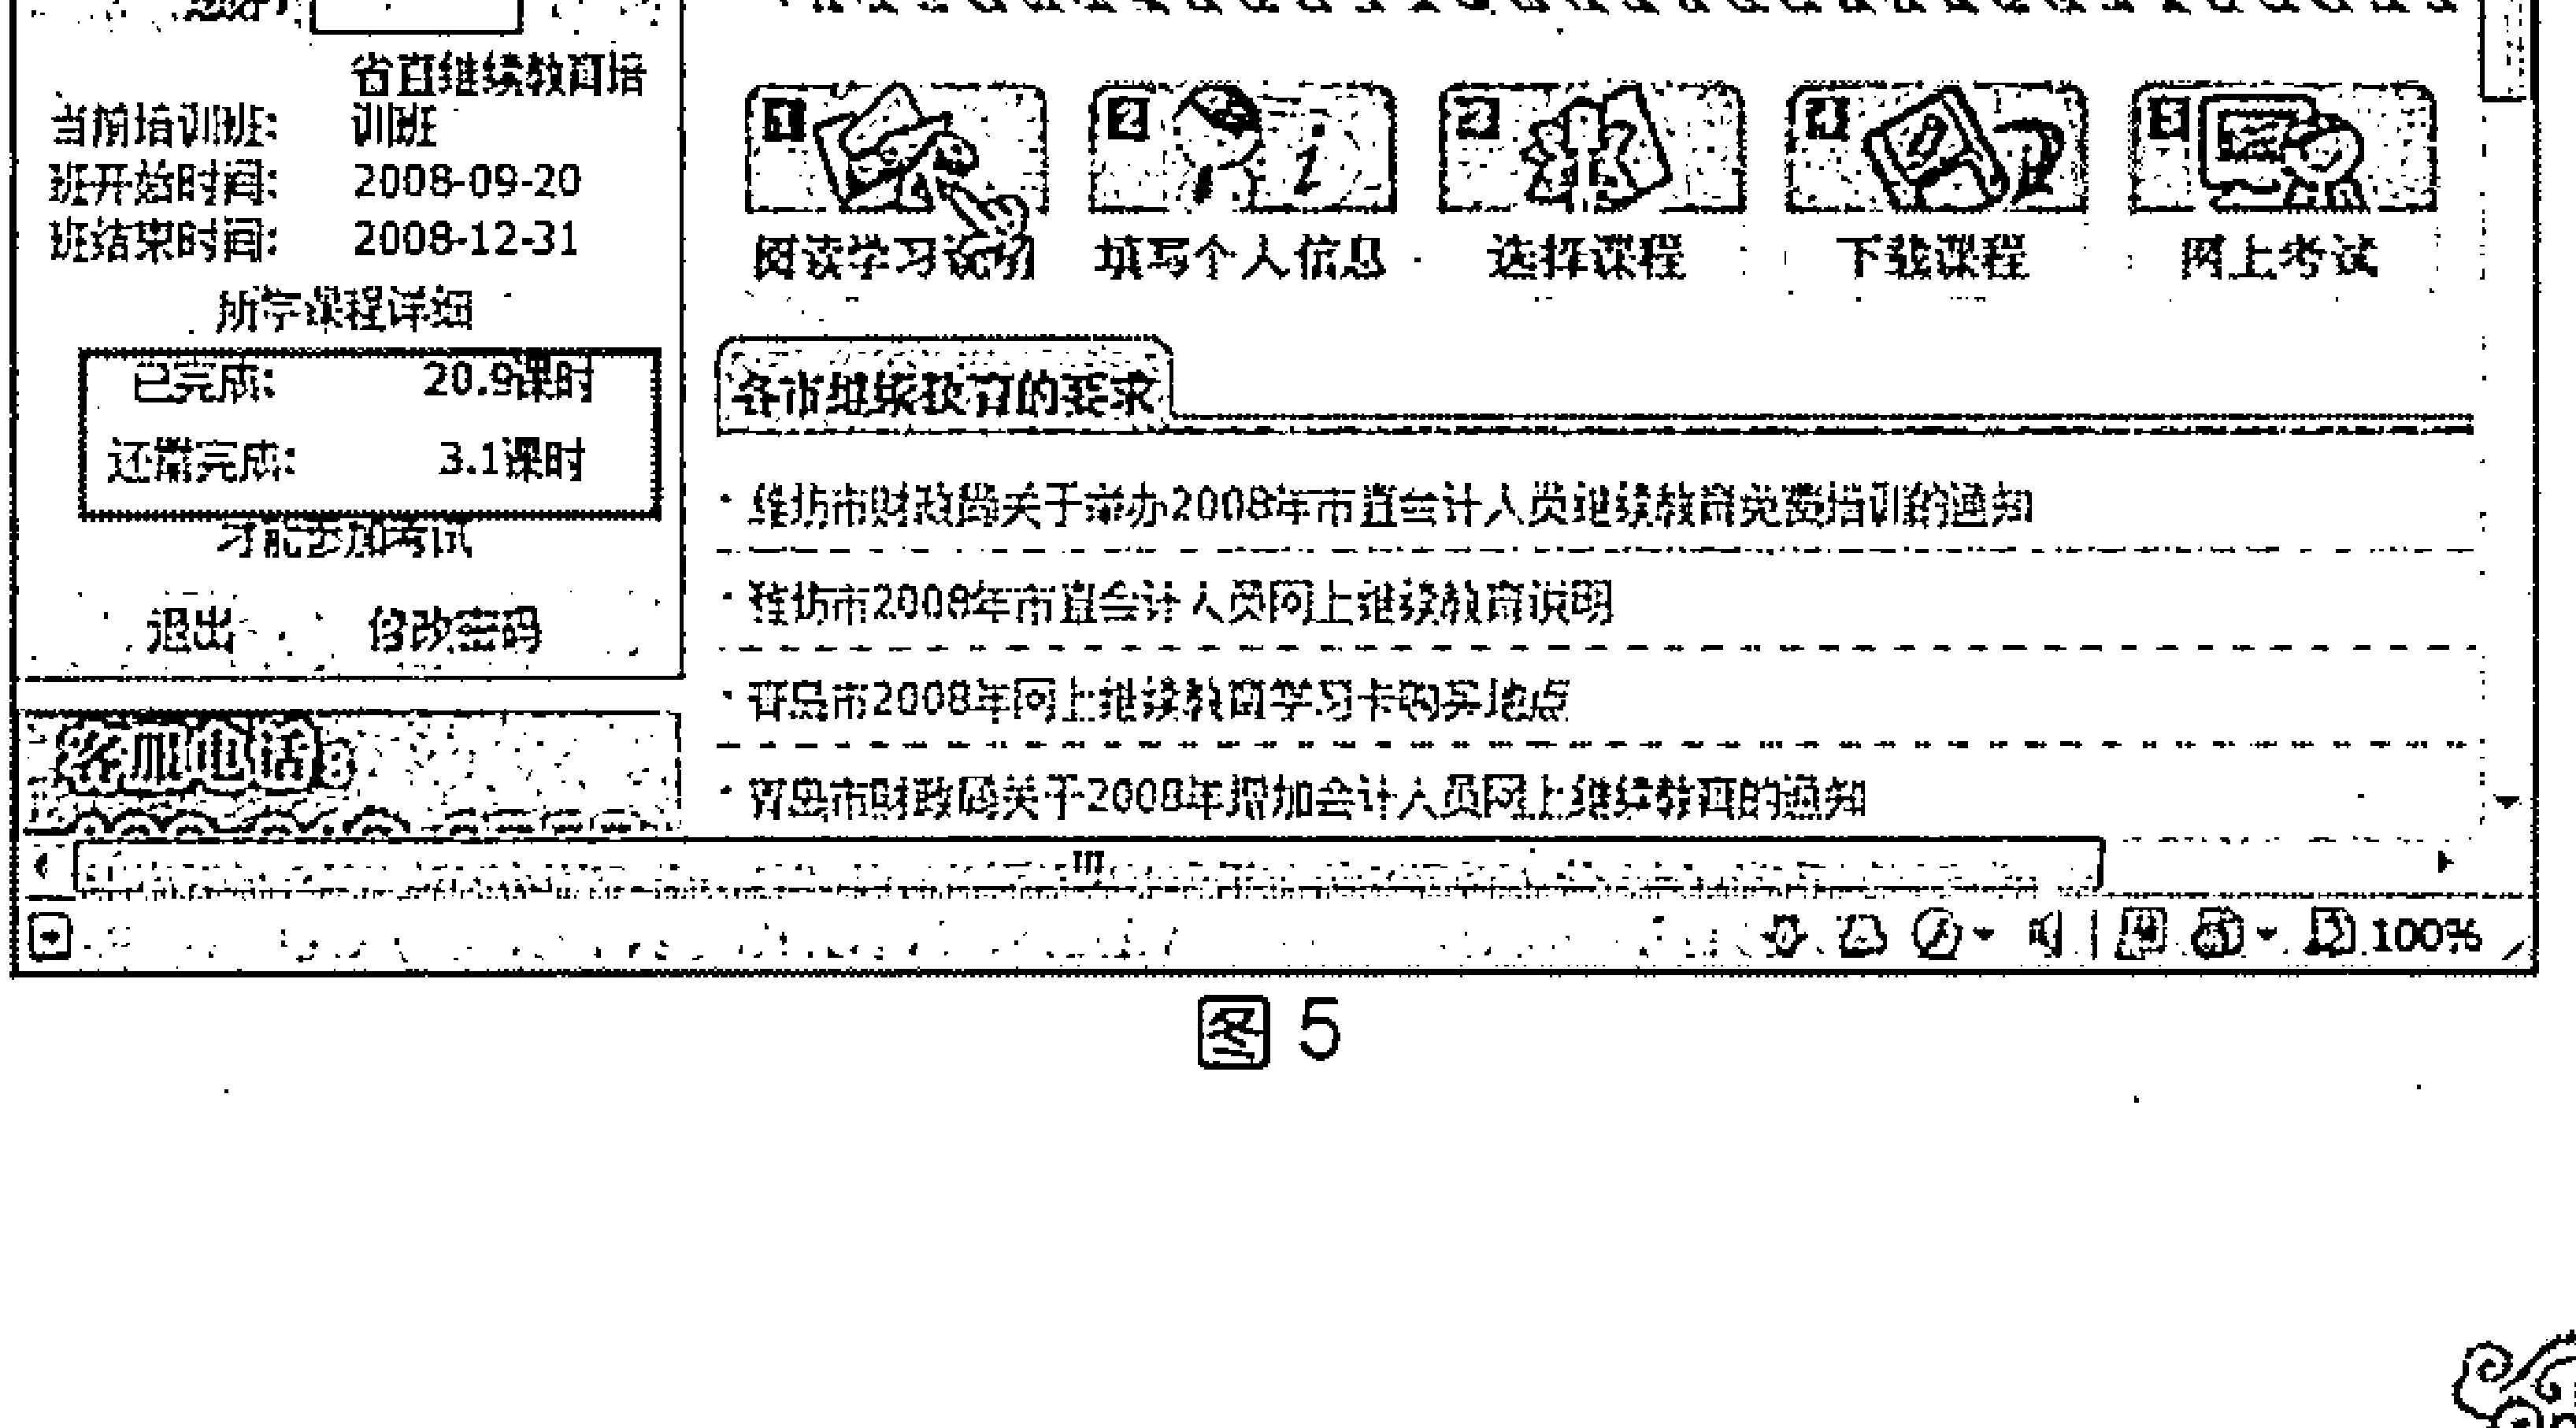 省直继续教育培
当前培训班: 训班
班开始时间: 2008-09-20
班结束时间: 2008-12-31
所学课程详细
已完成: 20.9课时
还需完成: 3.1课时
才能参加考试
退出 修改密码
客服电话
1 2 4 5
阅读学习说明 填写个人信息 选择课程 下载课程 网上考试
各市继续教育的要求
· 潍坊市财政局关于举办2008年市直会计人员继续教育免费培训的通知
· 潍坊市2008年市直会计人员网上继续教育说明
· 青岛市2008年网上继续教育学习卡购买地点
· 青岛市财政局关于2008年增加会计人员网上继续教育的通知
100%
图 5